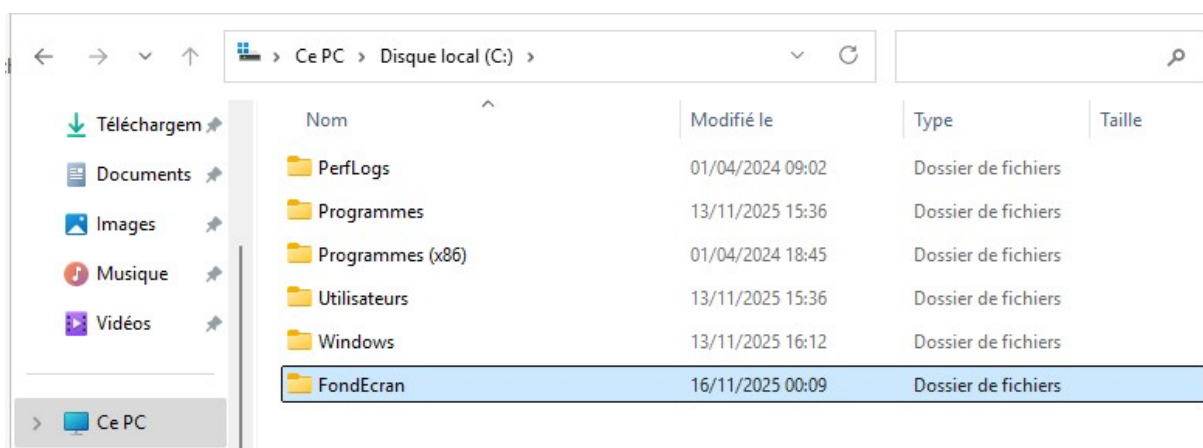 Ce PC > Disque local (C:) >
Téléchargem
Documents
Images
Musique
Vidéos
Ce PC
Nom Modifié le Type Taille
PerfLogs 01/04/2024 09:02 Dossier de fichiers
Programmes 13/11/2025 15:36 Dossier de fichiers
Programmes (x86) 01/04/2024 18:45 Dossier de fichiers
Utilisateurs 13/11/2025 15:36 Dossier de fichiers
Windows 13/11/2025 16:12 Dossier de fichiers
FondEcran 16/11/2025 00:09 Dossier de fichiers